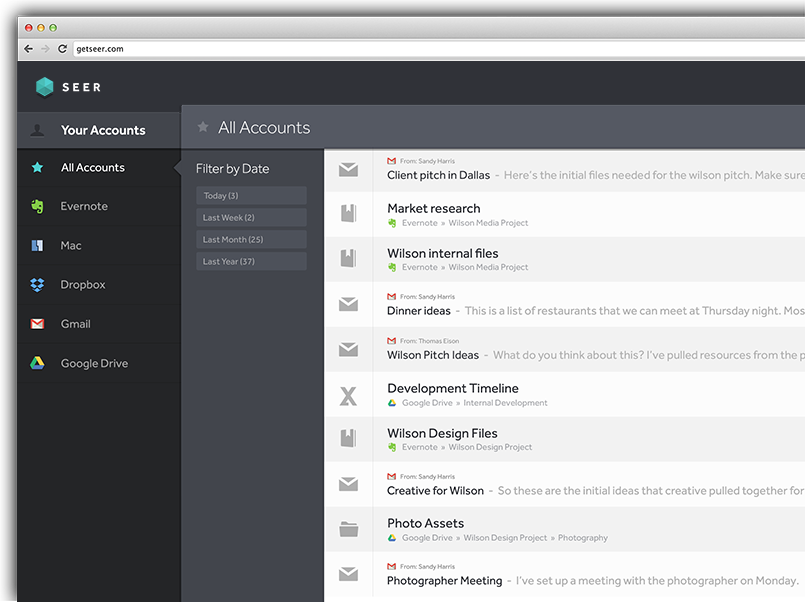 getseer.com
SEER
Your Accounts
All Accounts
Evernote
Mac
Dropbox
Gmail
Google Drive
All Accounts
Filter by Date
Today (3)
Last Week (2)
Last Month (25)
Last Year (37)
From: Sandy Harris
Client pitch in Dallas - Here's the initial files needed for the wilson pitch. Make sure
Market research
Evernote » Wilson Media Project
Wilson internal files
Evernote » Wilson Media Project
From: Sandy Harris
Dinner ideas - This is a list of restaurants that we can meet at Thursday night. Mos
From: Thomas Elson
Wilson Pitch Ideas - What do you think about this? I've pulled resources from the p
Development Timeline
Google Drive » Internal Development
Wilson Design Files
Evernote » Wilson Design Project
From: Sandy Harris
Creative for Wilson - So these are the initial ideas that creative pulled together for
Photo Assets
Google Drive » Wilson Design Project » Photography
From: Sandy Harris
Photographer Meeting - I've set up a meeting with the photographer on Monday.